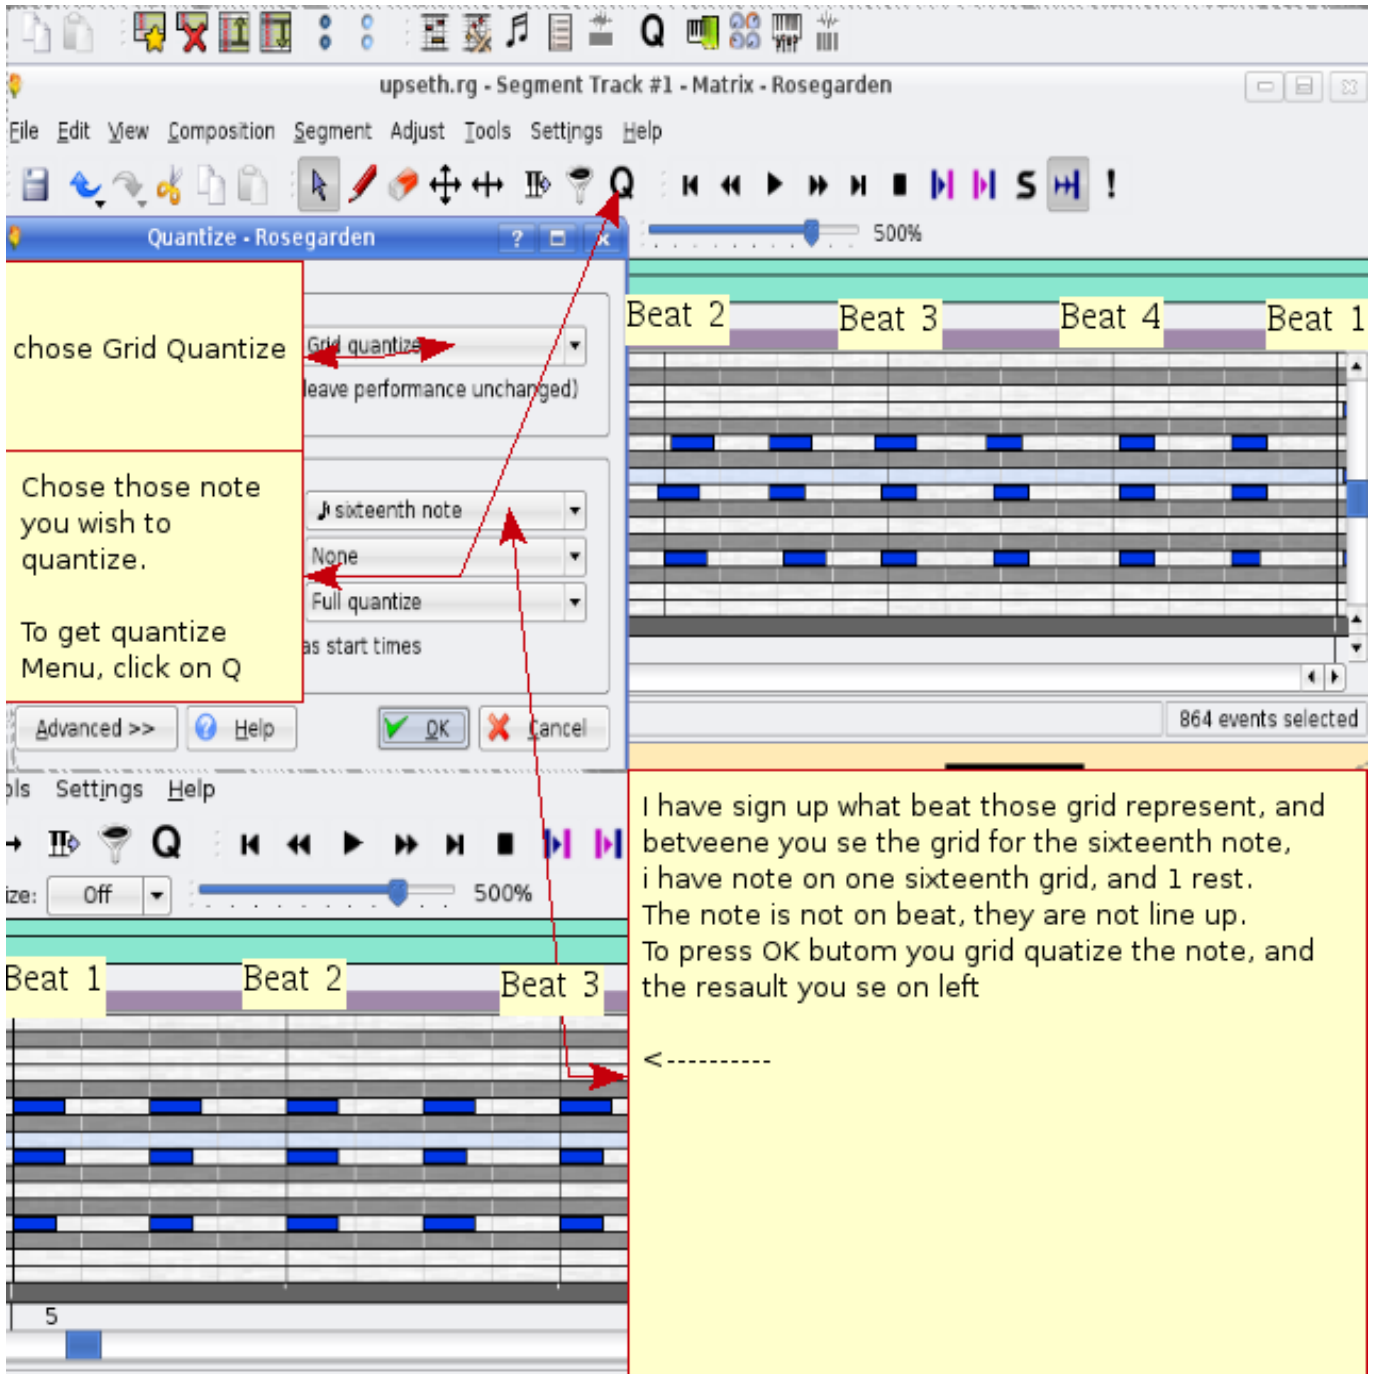 Q
upseth.rg - Segment Track #1 - Matrix - Rosegarden
File Edit View Composition Segment Adjust Tools Settings Help
Q S !
Quantize - Rosegarden ?
500%
chose Grid Quantize
Grid quantize
leave performance unchanged)
Beat 2 Beat 3 Beat 4 Beat 1
Chose those note
you wish to
quantize.
To get quantize
Menu, click on Q
sixteenth note
None
Full quantize
as start times
Advanced >> Help OK Cancel
864 events selected
ols Settings Help
Q
ze: Off 500%
Beat 1 Beat 2 Beat 3
5
I have sign up what beat those grid represent, and
betveene you se the grid for the sixteenth note,
i have note on one sixteenth grid, and 1 rest.
The note is not on beat, they are not line up.
To press OK butom you grid quatize the note, and
the resault you se on left
<----------